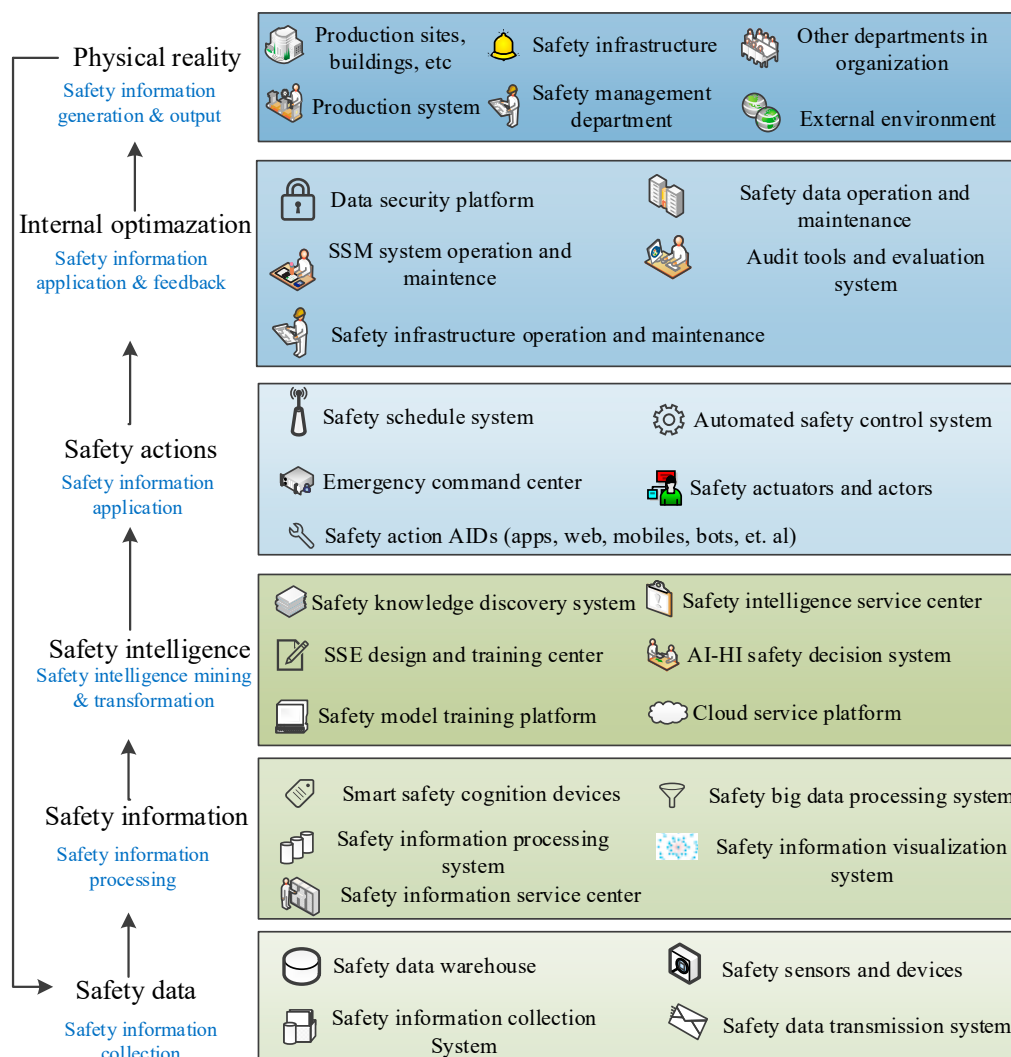 Physical reality
Safety information
generation & output
Production sites,
buildings, etc
Safety infrastructure
Other departments in
organization
Production system
Safety management
department
External environment
Internal optimazation
Safety information
application & feedback
Data security platform
Safety data operation and
maintenance
SSM system operation and
maintence
Audit tools and evaluation
system
Safety infrastructure operation and maintenance
Safety actions
Safety information
application
Safety schedule system
Automated safety control system
Emergency command center
Safety actuators and actors
Safety action AIDs (apps, web, mobiles, bots, et. al)
Safety intelligence
Safety intelligence mining
& transformation
Safety knowledge discovery system
Safety intelligence service center
SSE design and training center
AI-HI safety decision system
Safety model training platform
Cloud service platform
Safety information
Safety information
processing
Smart safety cognition devices
Safety big data processing system
Safety information processing
system
Safety information visualization
system
Safety information service center
Safety data
Safety information
collection
Safety data warehouse
Safety sensors and devices
Safety information collection
System
Safety data transmission system